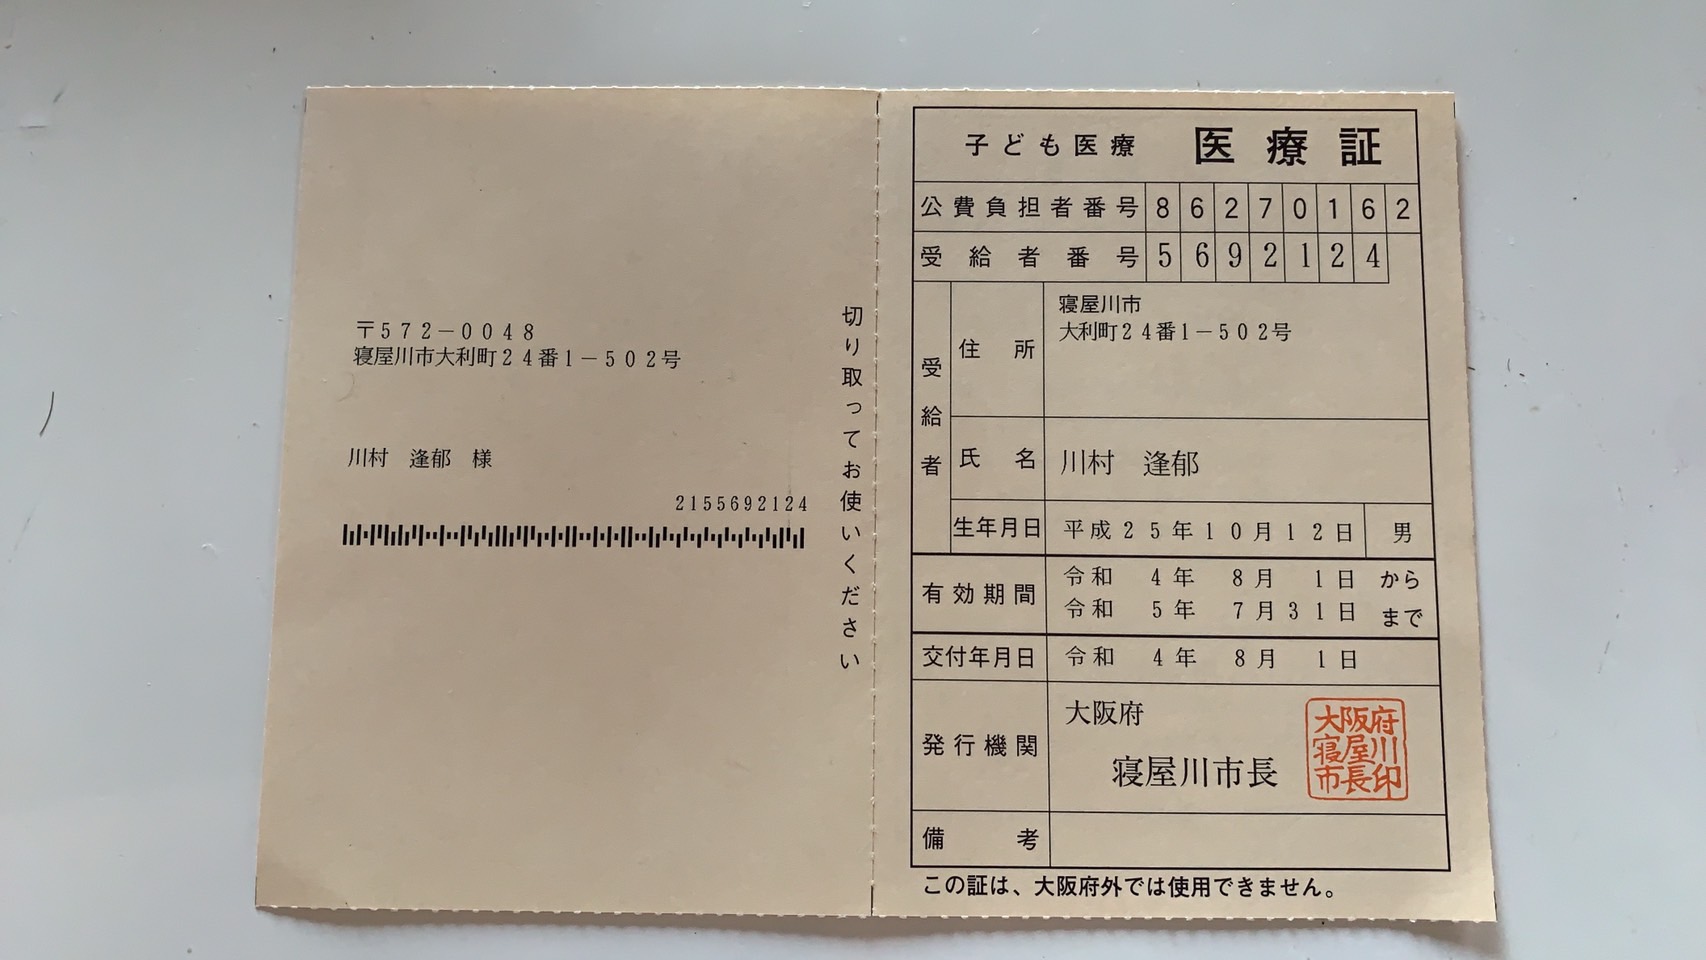 〒572-0048
寝屋川市大利町24番1-502号
川村 逢郁 様
2155692124
切り取ってお使いください
子ども医療 医療証
公費負担者番号 86270162
受給者番号 5692124
受給者
住所 寝屋川市
大利町24番1-502号
氏名 川村 逢郁
生年月日 平成25年10月12日 男
有効期間 令和 4年 8月 1日 から
令和 5年 7月31日 まで
交付年月日 令和 4年 8月 1日
発行機関 大阪府
寝屋川市長
大阪府
寝屋川
市長印
備考
この証は、大阪府外では使用できません。